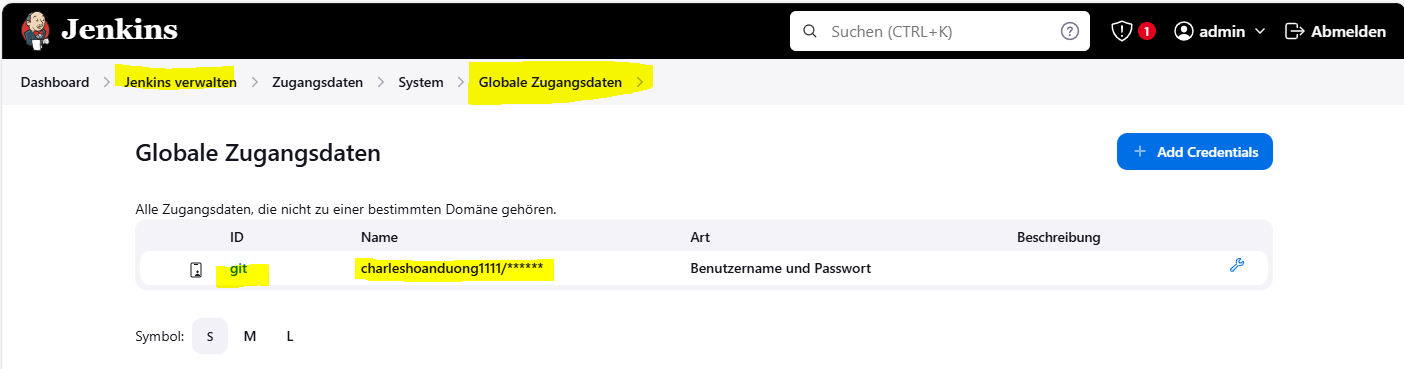 Jenkins
Suchen (CTRL+K)
?
1
admin
Abmelden
Dashboard > Jenkins verwalten > Zugangsdaten > System > Globale Zugangsdaten >
Globale Zugangsdaten
+ Add Credentials
Alle Zugangsdaten, die nicht zu einer bestimmten Domäne gehören.
ID Name Art Beschreibung
git charleshoanduong1111/****** Benutzername und Passwort
Symbol: S M L